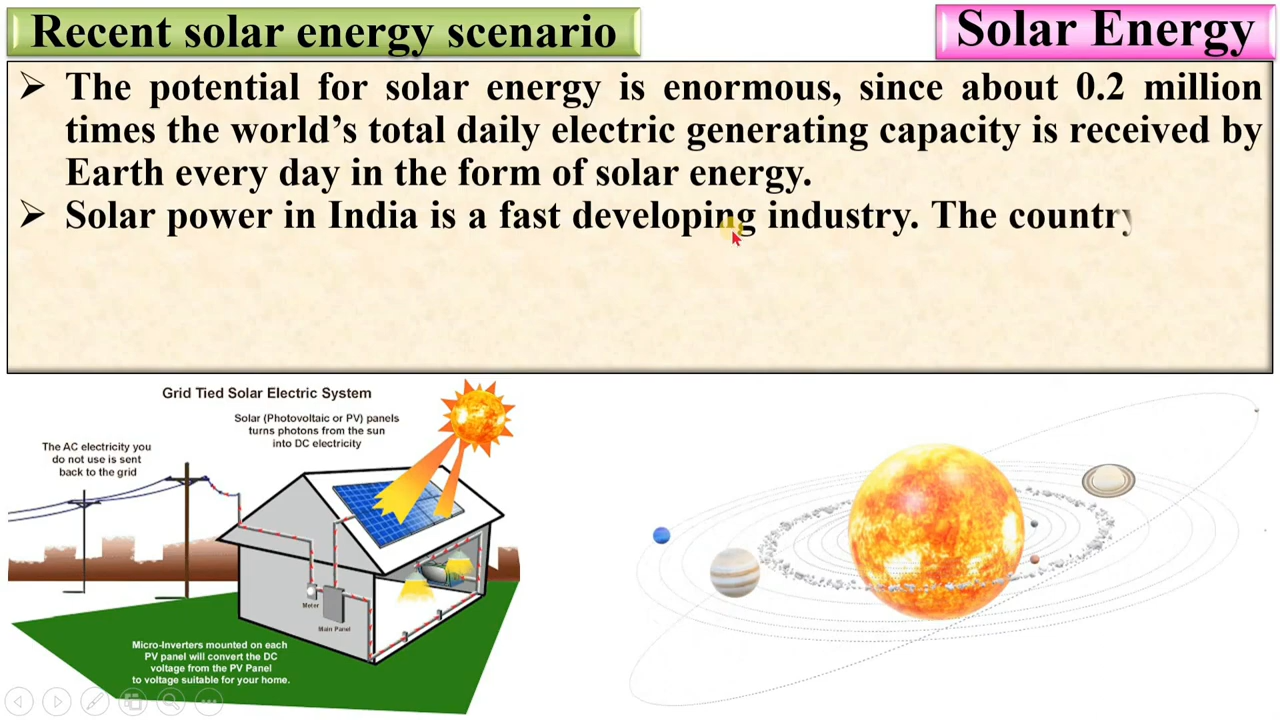 Recent solar energy scenario
Solar Energy
The potential for solar energy is enormous, since about 0.2 million
times the world's total daily electric generating capacity is received by
Earth every day in the form of solar energy.
Solar power in India is a fast developing industry. The country
Grid Tied Solar Electric System
Solar (Photovoltaic or PV) panels
turns photons from the sun
into DC electricity
The AC electricity you
do not use is sent
back to the grid
Meter
Main Panel
Micro-Inverters mounted on each
PV panel will convert the DC
voltage from the PV Panel
to voltage suitable for your home.